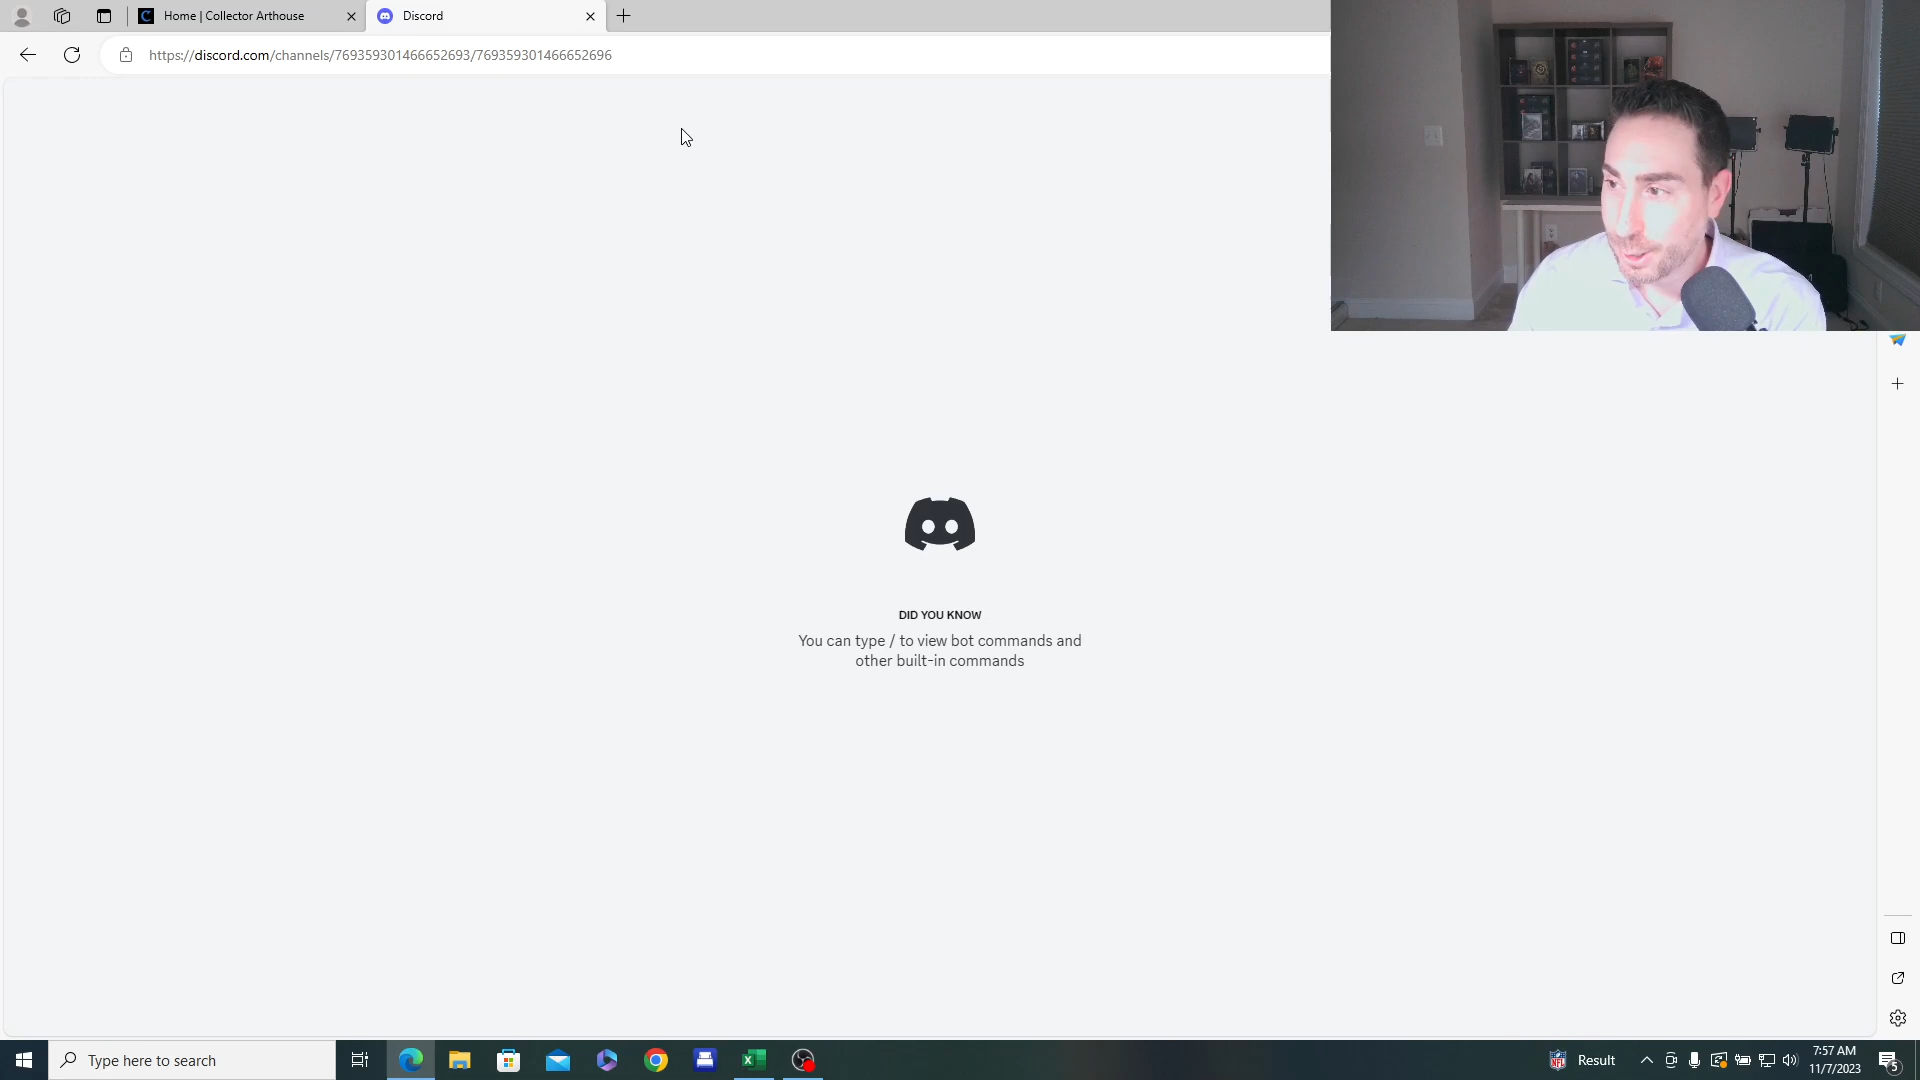 Home | Collector Arthouse
Discord
https://discord.com/channels/769359301466652693/769359301466652696
DID YOU KNOW
You can type / to view bot commands and
other built-in commands
Type here to search
Result
7:57 AM
11/7/2023
5